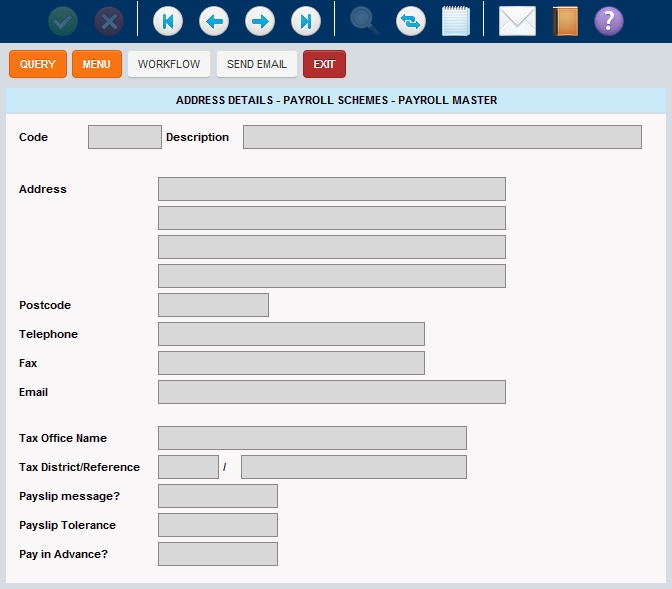 ?
QUERY MENU WORKFLOW SEND EMAIL EXIT
ADDRESS DETAILS - PAYROLL SCHEMES - PAYROLL MASTER
Code Description
Address
Postcode
Telephone
Fax
Email
Tax Office Name
Tax District/Reference /
Payslip message?
Payslip Tolerance
Pay in Advance?